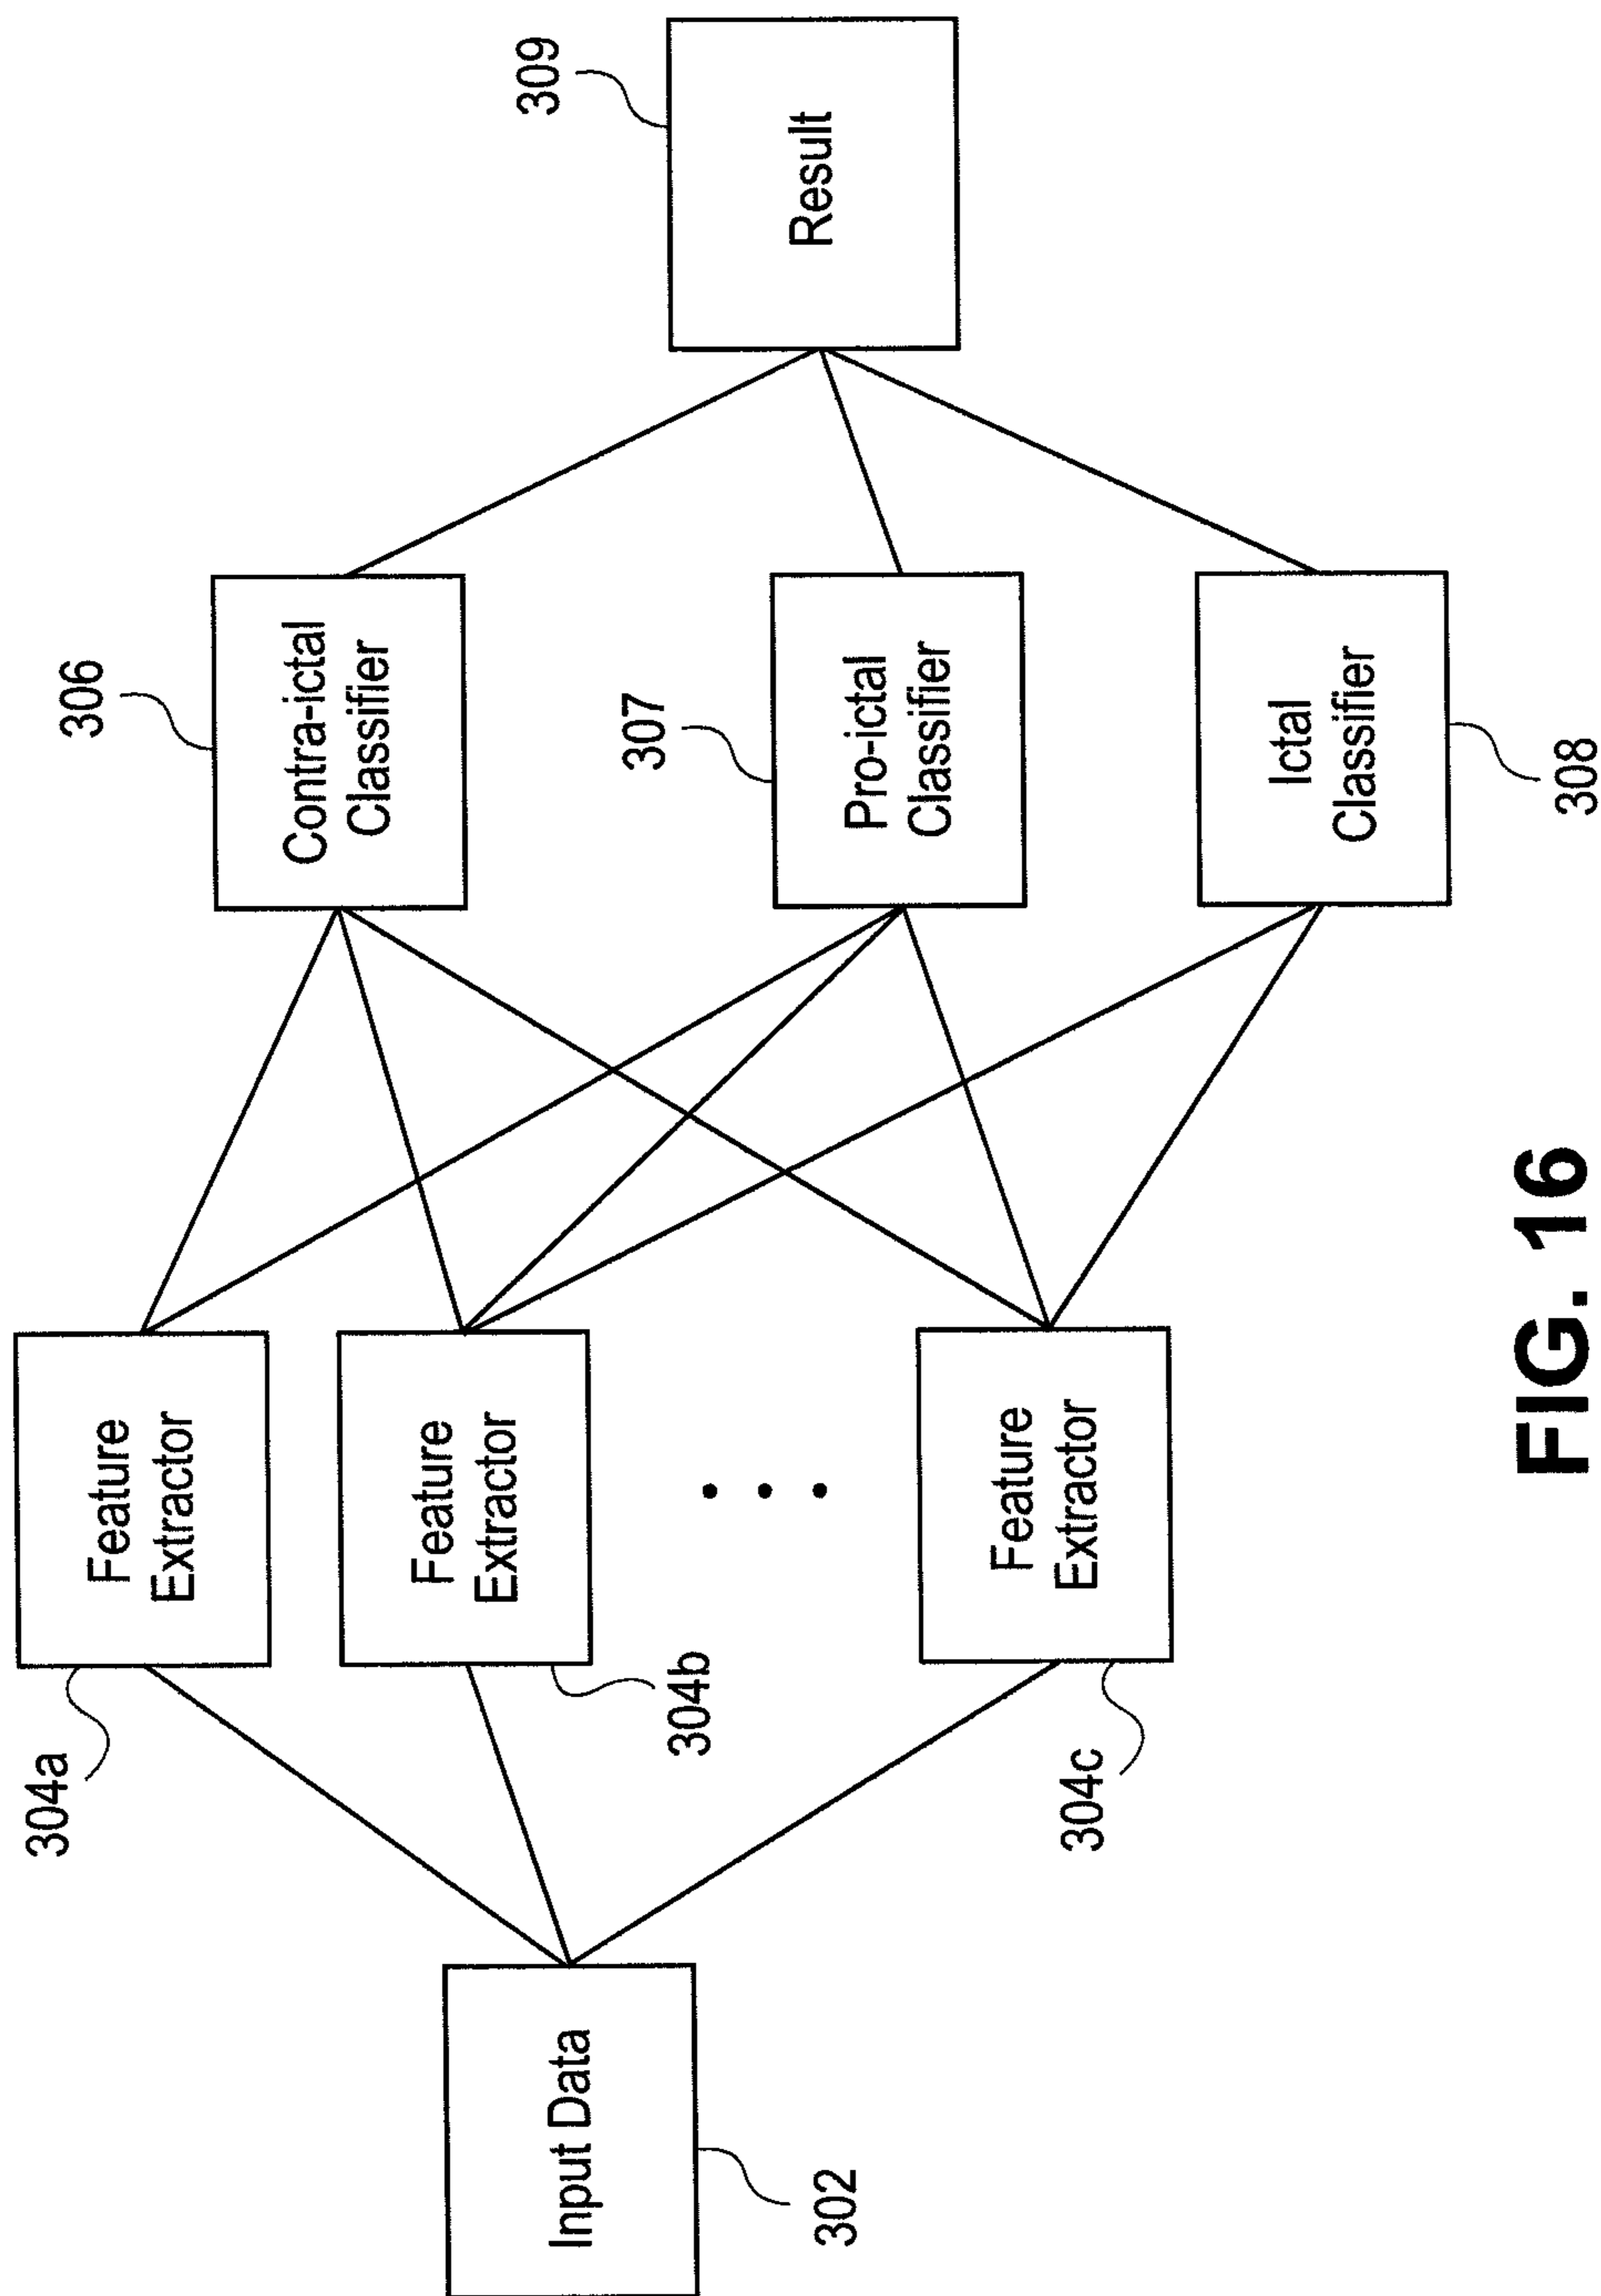 Input Data
302
304a
Feature
Extractor
304b
Feature
Extractor
304c
Feature
Extractor
306
Contra-ictal
Classifier
307
Pro-ictal
Classifier
308
Ictal
Classifier
309
Result
FIG. 16